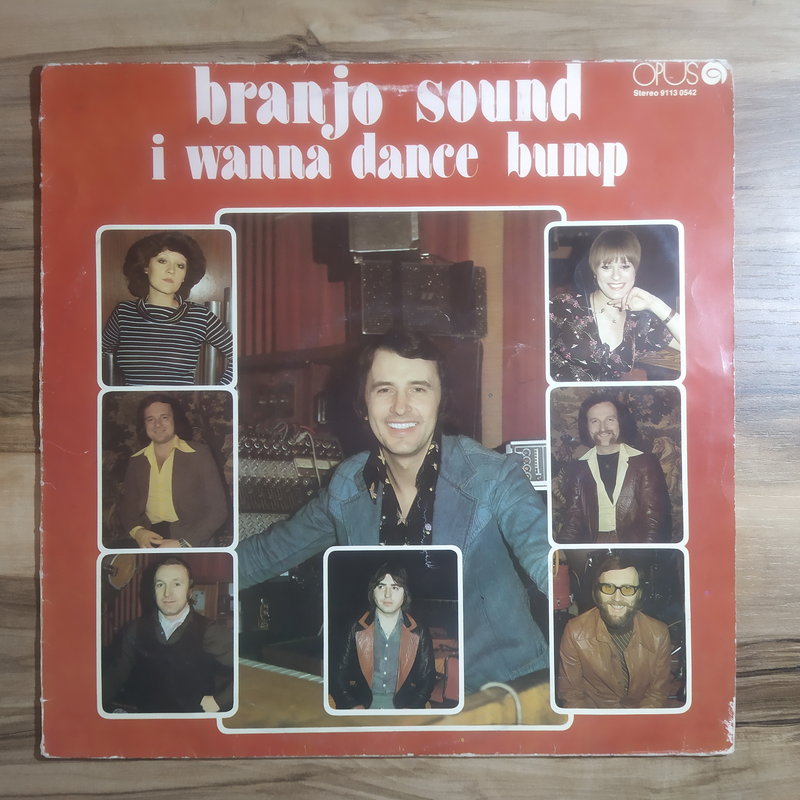 branjo sound
i wanna dance bump
OPUS
Stereo 9113 0542